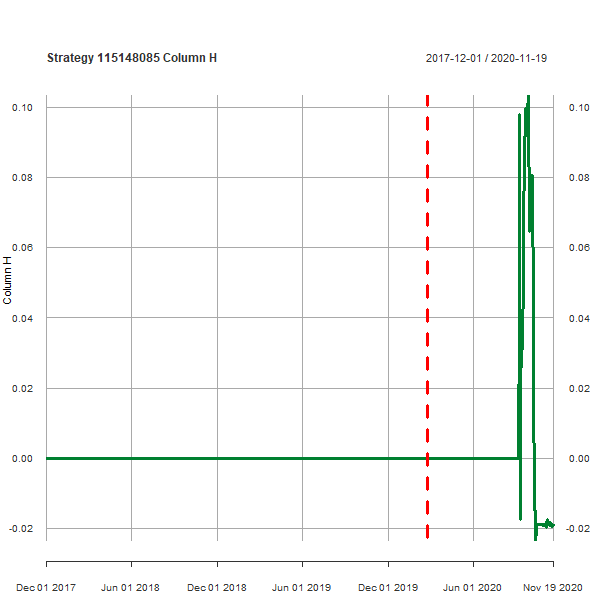 Strategy 115148085 Column H
2017-12-01 / 2020-11-19
0.10
0.10
0.08
0.08
0.06
0.06
Column H
0.04
0.04
0.02
0.02
0.00
0.00
-0.02
-0.02
Dec 01 2017
Jun 01 2018
Dec 01 2018
Jun 01 2019
Dec 01 2019
Jun 01 2020
Nov 19 2020